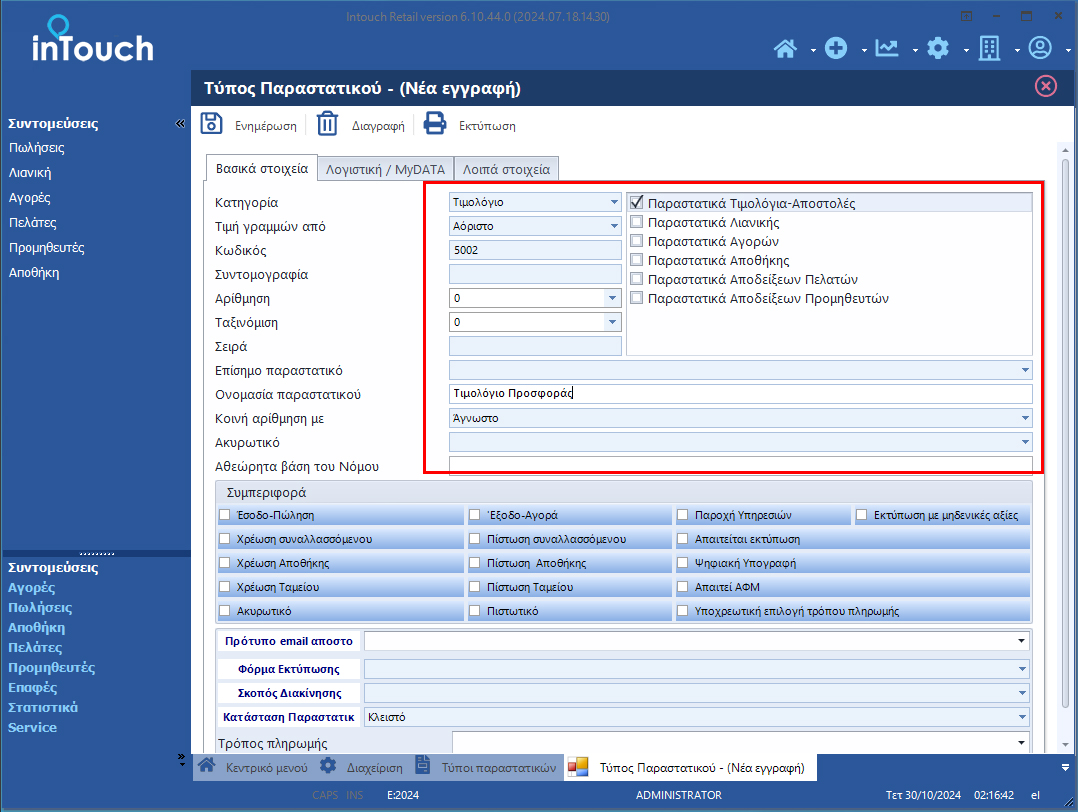 Intouch Retail version 6.10.44.0 (2024.07.18.14.30)
inTouch
Τύπος Παραστατικού - (Νέα εγγραφή)
Συντομεύσεις
Πωλήσεις
Λιανική
Αγορές
Πελάτες
Προμηθευτές
Αποθήκη
Συντομεύσεις
Αγορές
Πωλήσεις
Αποθήκη
Πελάτες
Προμηθευτές
Επαφές
Στατιστικά
Service
Ενημέρωση Διαγραφή Εκτύπωση
Βασικά στοιχεία Λογιστική / MyDATA Λοιπά στοιχεία
Κατηγορία Τιμολόγιο
Τιμή γραμμών από Αόριστο
Κωδικός 5002
Συντομογραφία
Αρίθμηση 0
Ταξινόμιση 0
Σειρά
Παραστατικά Τιμολόγια-Αποστολές
Παραστατικά Λιανικής
Παραστατικά Αγορών
Παραστατικά Αποθήκης
Παραστατικά Αποδείξεων Πελατών
Παραστατικά Αποδείξεων Προμηθευτών
Επίσημο παραστατικό
Ονομασία παραστατικού Τιμολόγιο Προσφοράς
Κοινή αρίθμηση με Άγνωστο
Ακυρωτικό
Αθεώρητα βάση του Νόμου
Συμπεριφορά
Έσοδο-Πώληση Έξοδο-Αγορά Παροχή Υπηρεσιών Εκτύπωση με μηδενικές αξίες
Χρέωση συναλλασσόμενου Πίστωση συναλλασσόμενου Απαιτείται εκτύπωση
Χρέωση Αποθήκης Πίστωση Αποθήκης Ψηφιακή Υπογραφή
Χρέωση Ταμείου Πίστωση Ταμείου Απαιτεί ΑΦΜ
Ακυρωτικό Πιστωτικό Υποχρεωτική επιλογή τρόπου πληρωμής
Πρότυπο email αποστο
Φόρμα Εκτύπωσης
Σκοπός Διακίνησης
Κατάσταση Παραστατικ Κλειστό
Τρόπος πληρωμής
Κεντρικό μενού Διαχείριση Τύποι παραστατικών Τύπος Παραστατικού - (Νέα εγγραφή)
CAPS INS E:2024 ADMINISTRATOR Τετ 30/10/2024 02:16:42 el